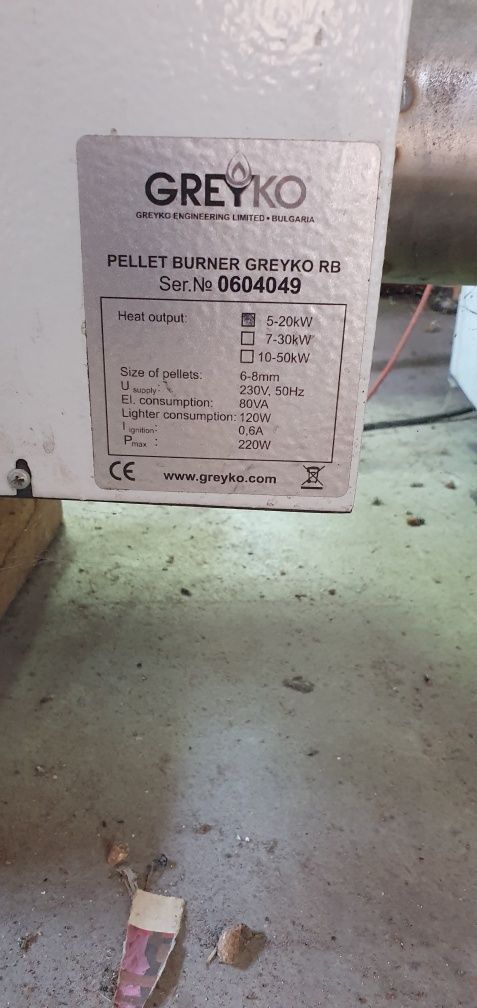 GREYKO
GREYKO ENGINEERING LIMITED • BULGARIA
PELLET BURNER GREYKO RB
Ser.№ 0604049
Heat output: 5-20kW
7-30kW
10-50kW
Size of pellets: 6-8mm
U supply: 230V, 50Hz
El. consumption: 80VA
Lighter consumption: 120W
I ignition: 0,6A
P max : 220W
CE www.greyko.com